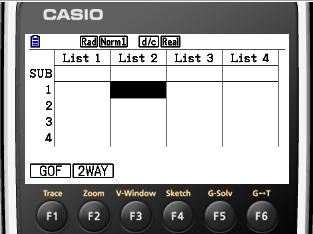 CASIO
Rad Norm1 d/c Real
List 1 List 2 List 3 List 4
SUB
1
2
3
4
GOF 2WAY
Trace Zoom V-Window Sketch G-Solv G↔T
F1 F2 F3 F4 F5 F6